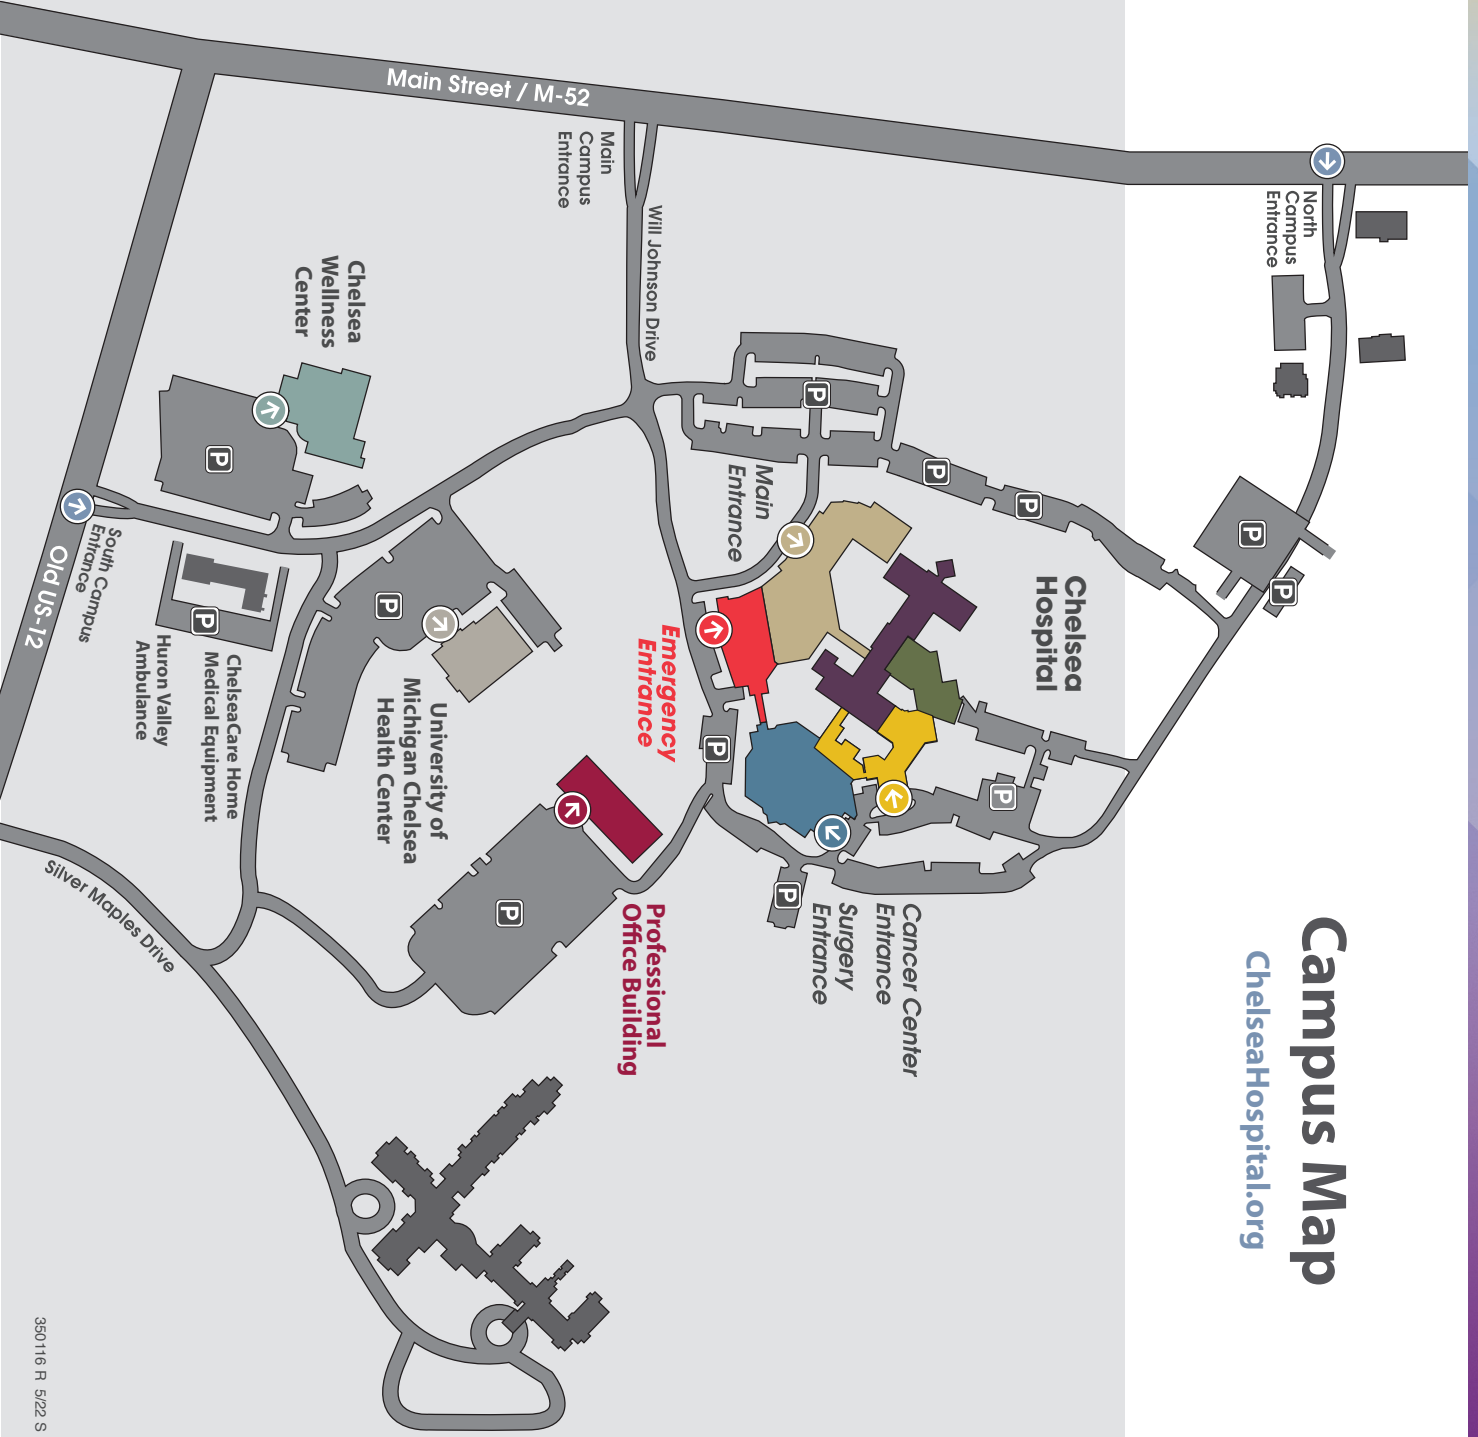 Campus Map
ChelseaHospital.org
Main Street / M-52
North
Campus
Entrance
Main
Campus
Entrance
Will Johnson Drive
P
P
P
P
P
Chelsea
Hospital
Main
Entrance
Emergency
Entrance
P
P
P
Cancer Center
Entrance
Surgery
Entrance
Chelsea
Wellness
Center
P
P
University of
Michigan Chelsea
Health Center
Professional
Office Building
P
South Campus
Entrance
Old US-12
P
ChelseaCare Home
Medical Equipment
Huron Valley
Ambulance
Silver Maples Drive
350116 R 5/22 S